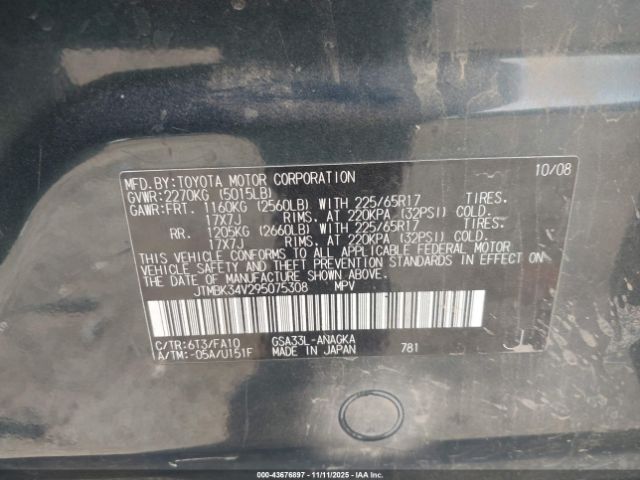 MFD.BY:TOYOTA MOTOR CORPORATION 10/08
GVWR:2270KG (5015LB)
GAWR:FRT. 1160KG (2560LB) WITH 225/65R17 TIRES.
17X7J RIMS. AT 220KPA (32PSI) COLD.
RR. 1205KG (2660LB) WITH 225/65R17 TIRES.
17X7J RIMS. AT 220KPA (32PSI) COLD.
THIS VEHICLE CONFORMS TO ALL APPLICABLE FEDERAL MOTOR
VEHICLE SAFETY AND THEFT PREVENTION STANDARDS IN EFFECT ON
THE DATE OF MANUFACTURE SHOWN ABOVE.
JTMBK34V295075308 MPV
C/TR:6T3/FA10 GSA33L-ANAGKA
A/TM:-05A/U151F MADE IN JAPAN 781 J
000-43676897 - 11/11/2025 - IAAI.COM